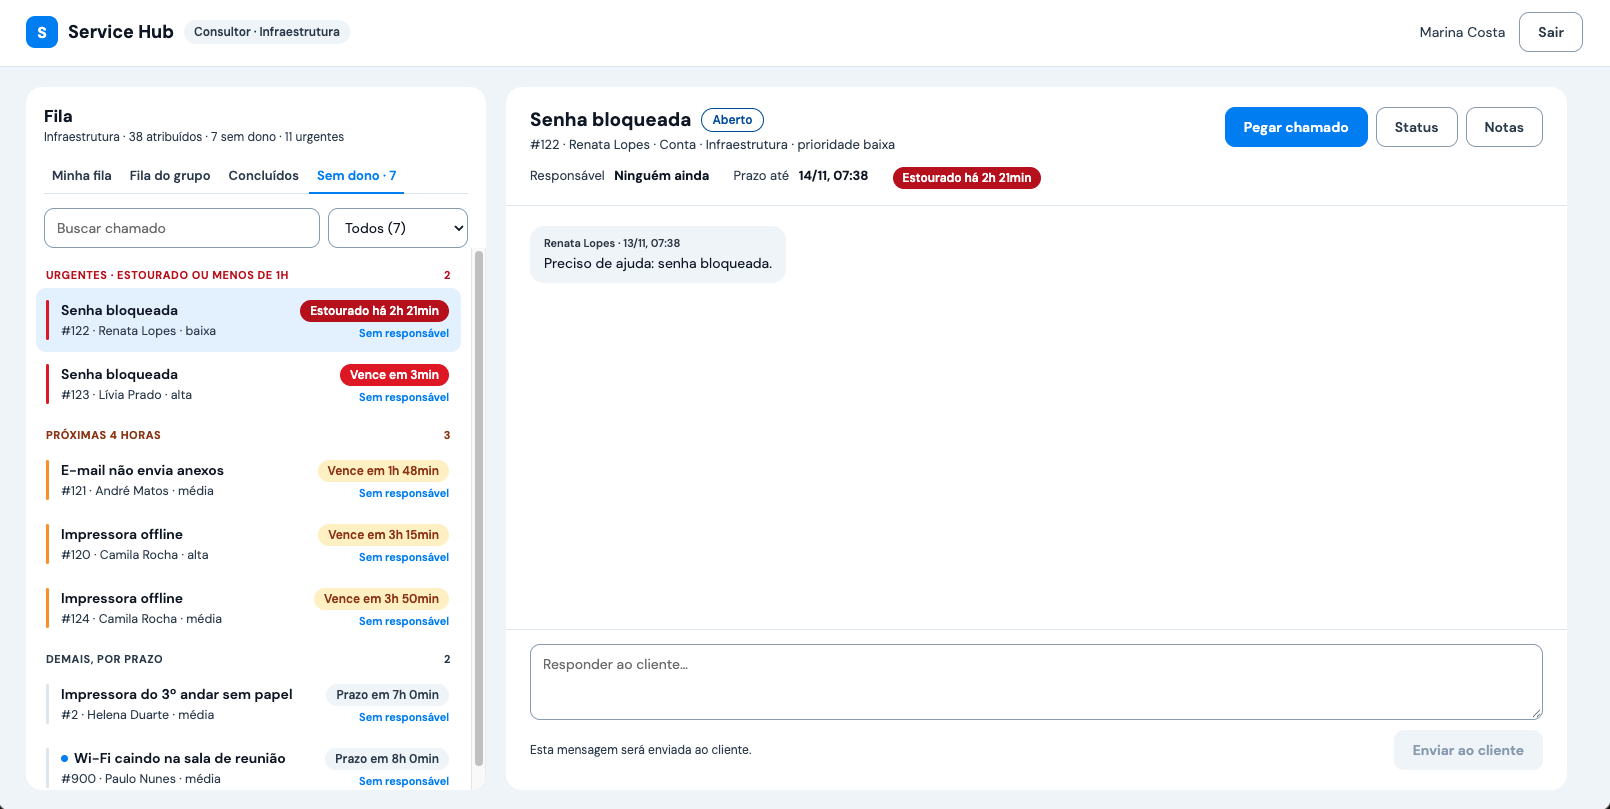 S Service Hub Consultor · Infraestrutura
Marina Costa Sair
Fila
Infraestrutura · 38 atribuídos · 7 sem dono · 11 urgentes
Minha fila Fila do grupo Concluídos Sem dono · 7
Buscar chamado Todos (7)
URGENTES · ESTOURADO OU MENOS DE 1H 2
Senha bloqueada Estourado há 2h 21min
#122 · Renata Lopes · baixa Sem responsável
Senha bloqueada Vence em 3min
#123 · Lívia Prado · alta Sem responsável
PRÓXIMAS 4 HORAS 3
E-mail não envia anexos Vence em 1h 48min
#121 · André Matos · média Sem responsável
Impressora offline Vence em 3h 15min
#120 · Camila Rocha · alta Sem responsável
Impressora offline Vence em 3h 50min
#124 · Camila Rocha · média Sem responsável
DEMAIS, POR PRAZO 2
Impressora do 3º andar sem papel Prazo em 7h 0min
#2 · Helena Duarte · média Sem responsável
Wi-Fi caindo na sala de reunião Prazo em 8h 0min
#900 · Paulo Nunes · média Sem responsável
Senha bloqueada Aberto
#122 · Renata Lopes · Conta · Infraestrutura · prioridade baixa
Pegar chamado Status Notas
Responsável Ninguém ainda Prazo até 14/11, 07:38 Estourado há 2h 21min
Renata Lopes · 13/11, 07:38
Preciso de ajuda: senha bloqueada.
Responder ao cliente...
Esta mensagem será enviada ao cliente.
Enviar ao cliente